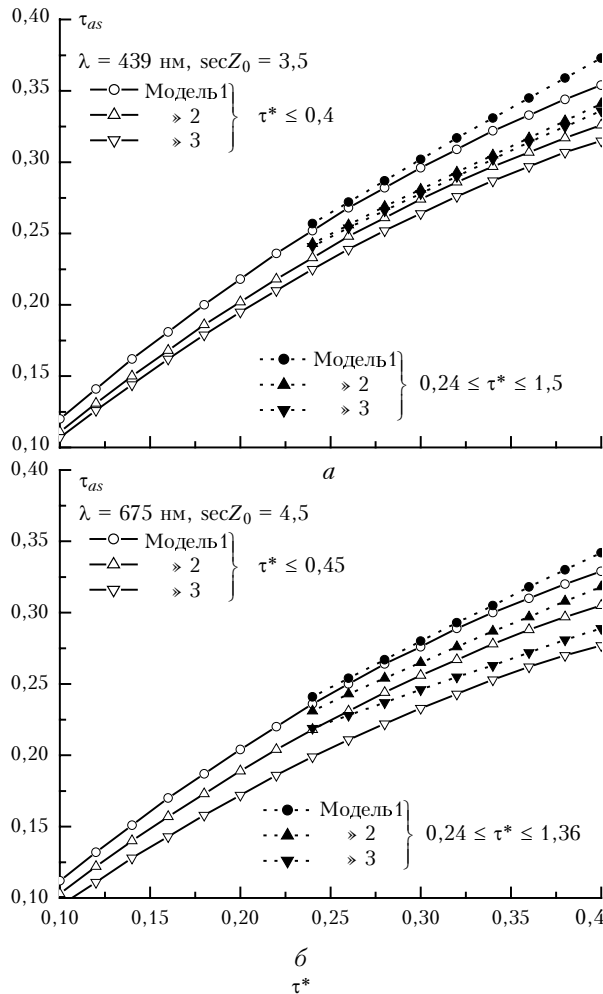 τas
0,40
λ = 439 нм, secZ0 = 3,5
Модель 1
» 2
» 3
τ* ≤ 0,4
0,35
0,30
0,25
0,20
0,15
0,10
Модель 1
» 2
» 3
0,24 ≤ τ* ≤ 1,5
а
0,40
τas
λ = 675 нм, secZ0 = 4,5
Модель 1
» 2
» 3
τ* ≤ 0,45
0,35
0,30
0,25
0,20
0,15
0,10
Модель 1
» 2
» 3
0,24 ≤ τ* ≤ 1,36
0,10 0,15 0,20 0,25 0,30 0,35 0,40
б
τ*